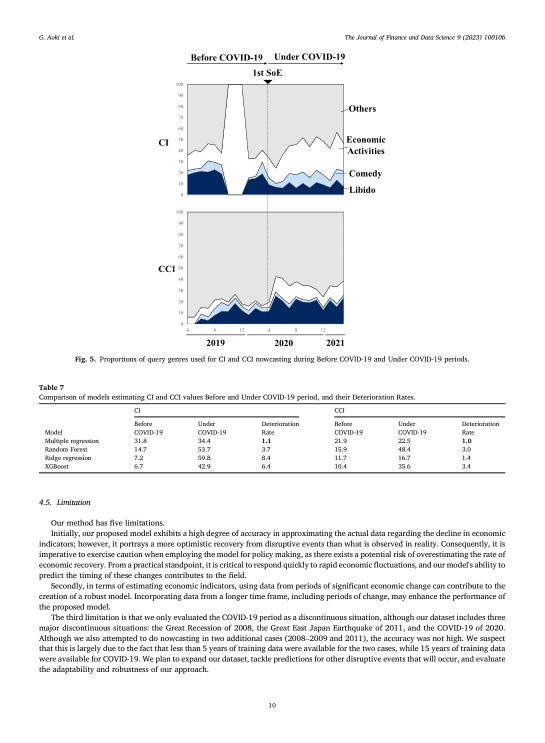 G. Aoki et al.
The Journal of Finance and Data Science 9 (2023) 100106
Before COVID-19 Under COVID-19
1st SoE
100
90
80
70
60
50
40
30
20
10
0
CI
Others
Economic
Activities
Comedy
Libido
100
90
80
70
60
50
40
30
20
10
0
CCI
4 8 12 4 8 12
2019 2020 2021
Fig. 5. Proportions of query genres used for CI and CCI nowcasting during Before COVID-19 and Under COVID-19 periods.
Table 7
Comparison of models estimating CI and CCI values Before and Under COVID-19 period, and their Deterioration Rates.
CI CCI
Before Under Deterioration Before Under Deterioration
Model COVID-19 COVID-19 Rate COVID-19 COVID-19 Rate
Multiple regression 31.8 34.4 1.1 21.9 22.5 1.0
Random Forest 14.7 53.7 3.7 15.9 48.4 3.0
Ridge regression 7.2 59.8 8.4 11.7 16.7 1.4
XGBoost 6.7 42.9 6.4 10.4 35.6 3.4
4.5. Limitation
Our method has five limitations.
Initially, our proposed model exhibits a high degree of accuracy in approximating the actual data regarding the decline in economic
indicators; however, it portrays a more optimistic recovery from disruptive events than what is observed in reality. Consequently, it is
imperative to exercise caution when employing the model for policy making, as there exists a potential risk of overestimating the rate of
economic recovery. From a practical standpoint, it is critical to respond quickly to rapid economic fluctuations, and our model's ability to
predict the timing of these changes contributes to the field.
Secondly, in terms of estimating economic indicators, using data from periods of significant economic change can contribute to the
creation of a robust model. Incorporating data from a longer time frame, including periods of change, may enhance the performance of
the proposed model.
The third limitation is that we only evaluated the COVID-19 period as a discontinuous situation, although our dataset includes three
major discontinuous situations: the Great Recession of 2008, the Great East Japan Earthquake of 2011, and the COVID-19 of 2020.
Although we also attempted to do nowcasting in two additional cases (2008–2009 and 2011), the accuracy was not high. We suspect
that this is largely due to the fact that less than 5 years of training data were available for the two cases, while 15 years of training data
were available for COVID-19. We plan to expand our dataset, tackle predictions for other disruptive events that will occur, and evaluate
the adaptability and robustness of our approach.
10